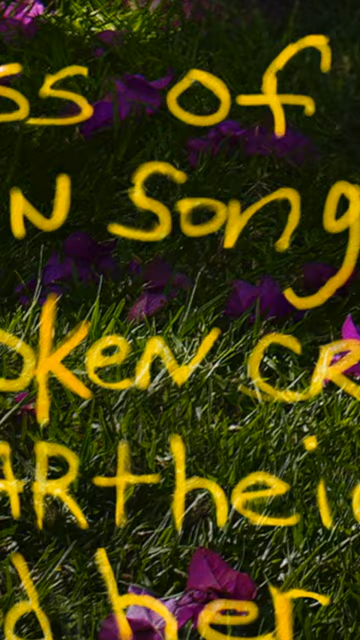 ss of
n Song
oken CR
ARtheid
d her